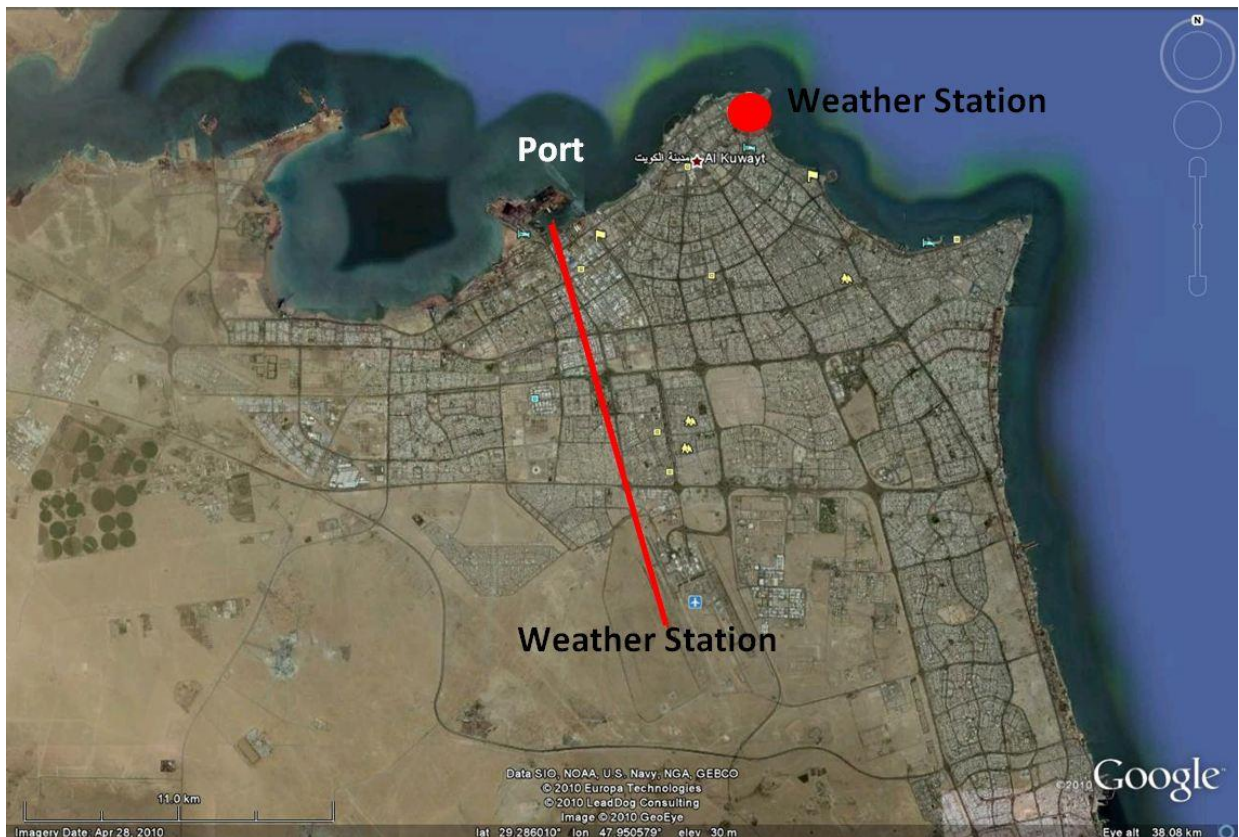 N
Weather Station
Port
مدينة الكويت Al Kuwayt
Weather Station
Data SIO, NOAA, U.S. Navy, NGA, GEBCO
© 2010 Europa Technologies
© 2010 LeadDog Consulting
Image © 2010 GeoEye
©2010 Google™
11.0 km
Imagery Date: Apr 28, 2010
lat 29.286010° lon 47.950579° elev 30 m
Eye alt 38.08 km